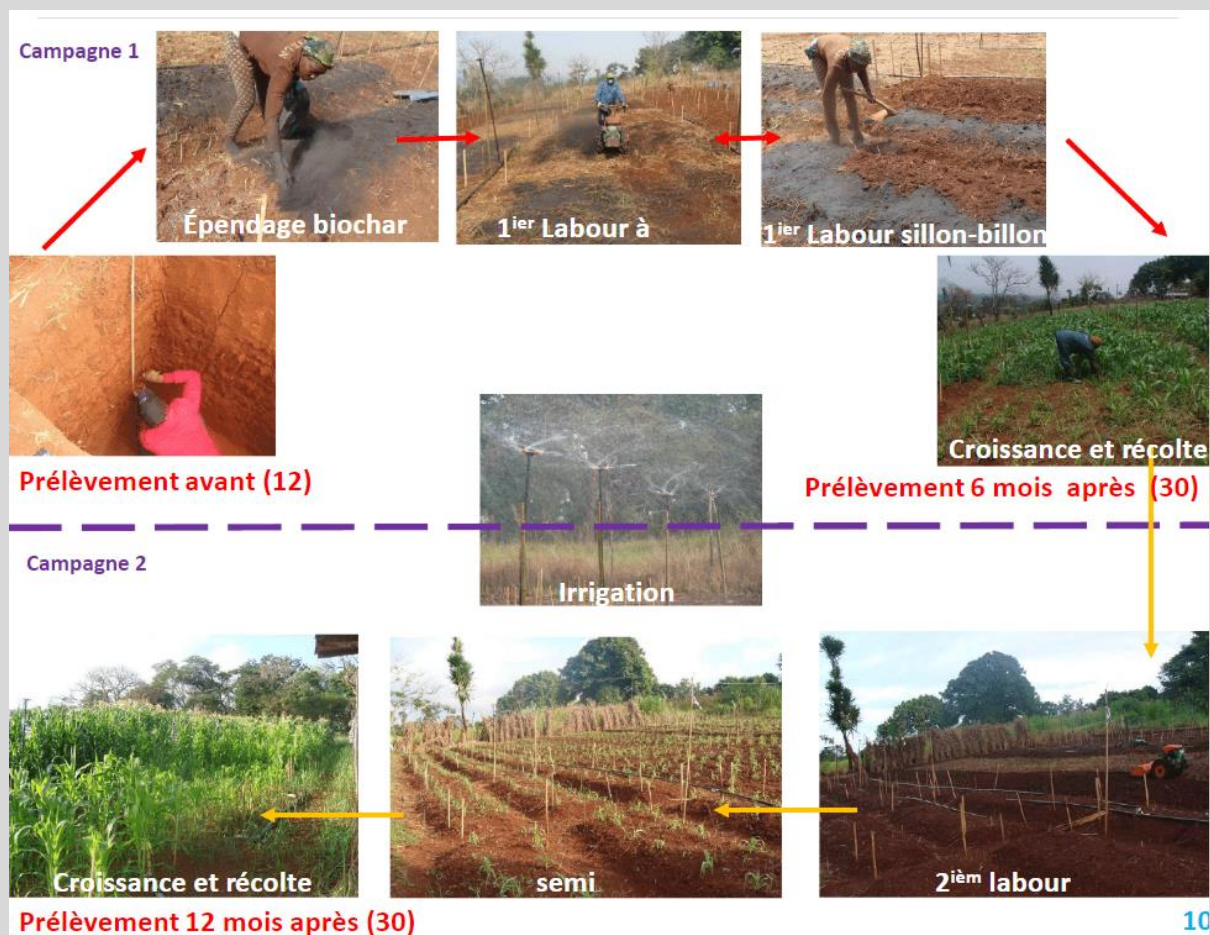 Campagne 1
Épendage biochar
1ier Labour à
1ier Labour sillon-billon
Croissance et récolte
Prélèvement avant (12)
Prélèvement 6 mois après (30)
Irrigation
Campagne 2
Croissance et récolte
semi
2ièm labour
Prélèvement 12 mois après (30)
10